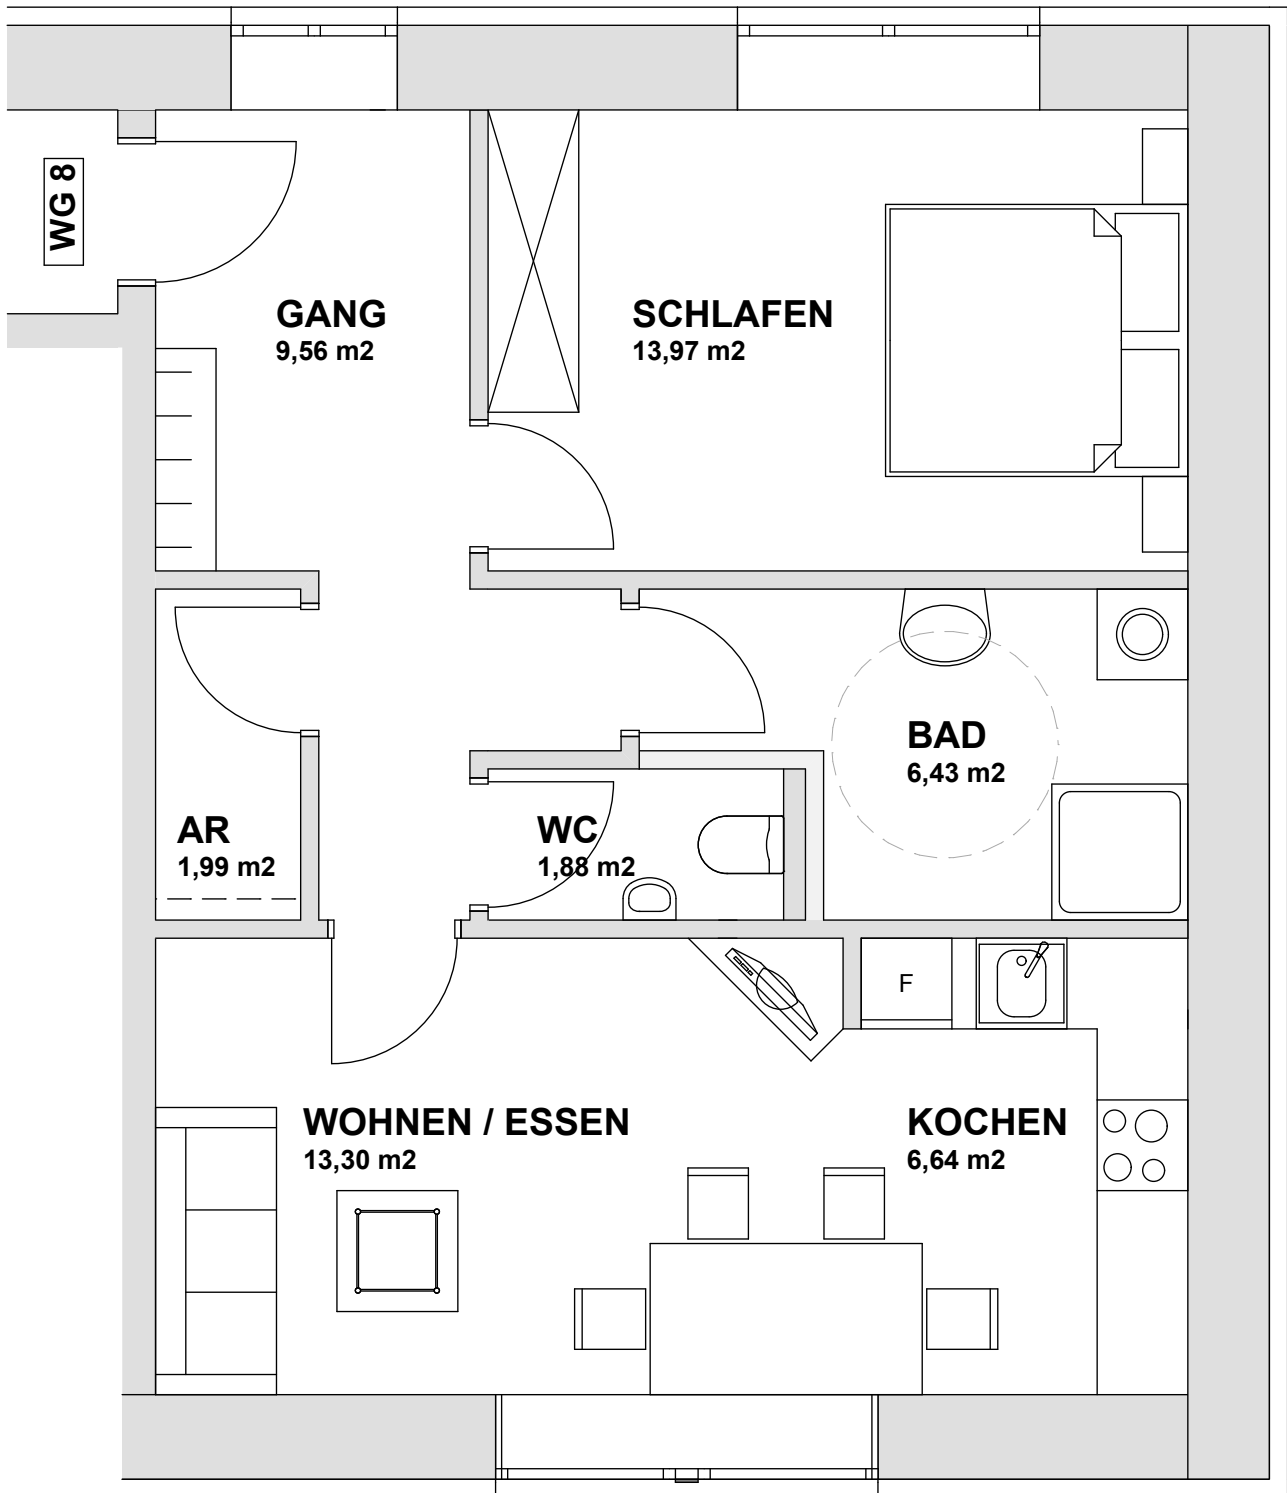 WG 8
GANG
9,56 m2
SCHLAFEN
13,97 m2
BAD
6,43 m2
AR
1,99 m2
WC
1,88 m2
F
WOHNEN / ESSEN
13,30 m2
KOCHEN
6,64 m2